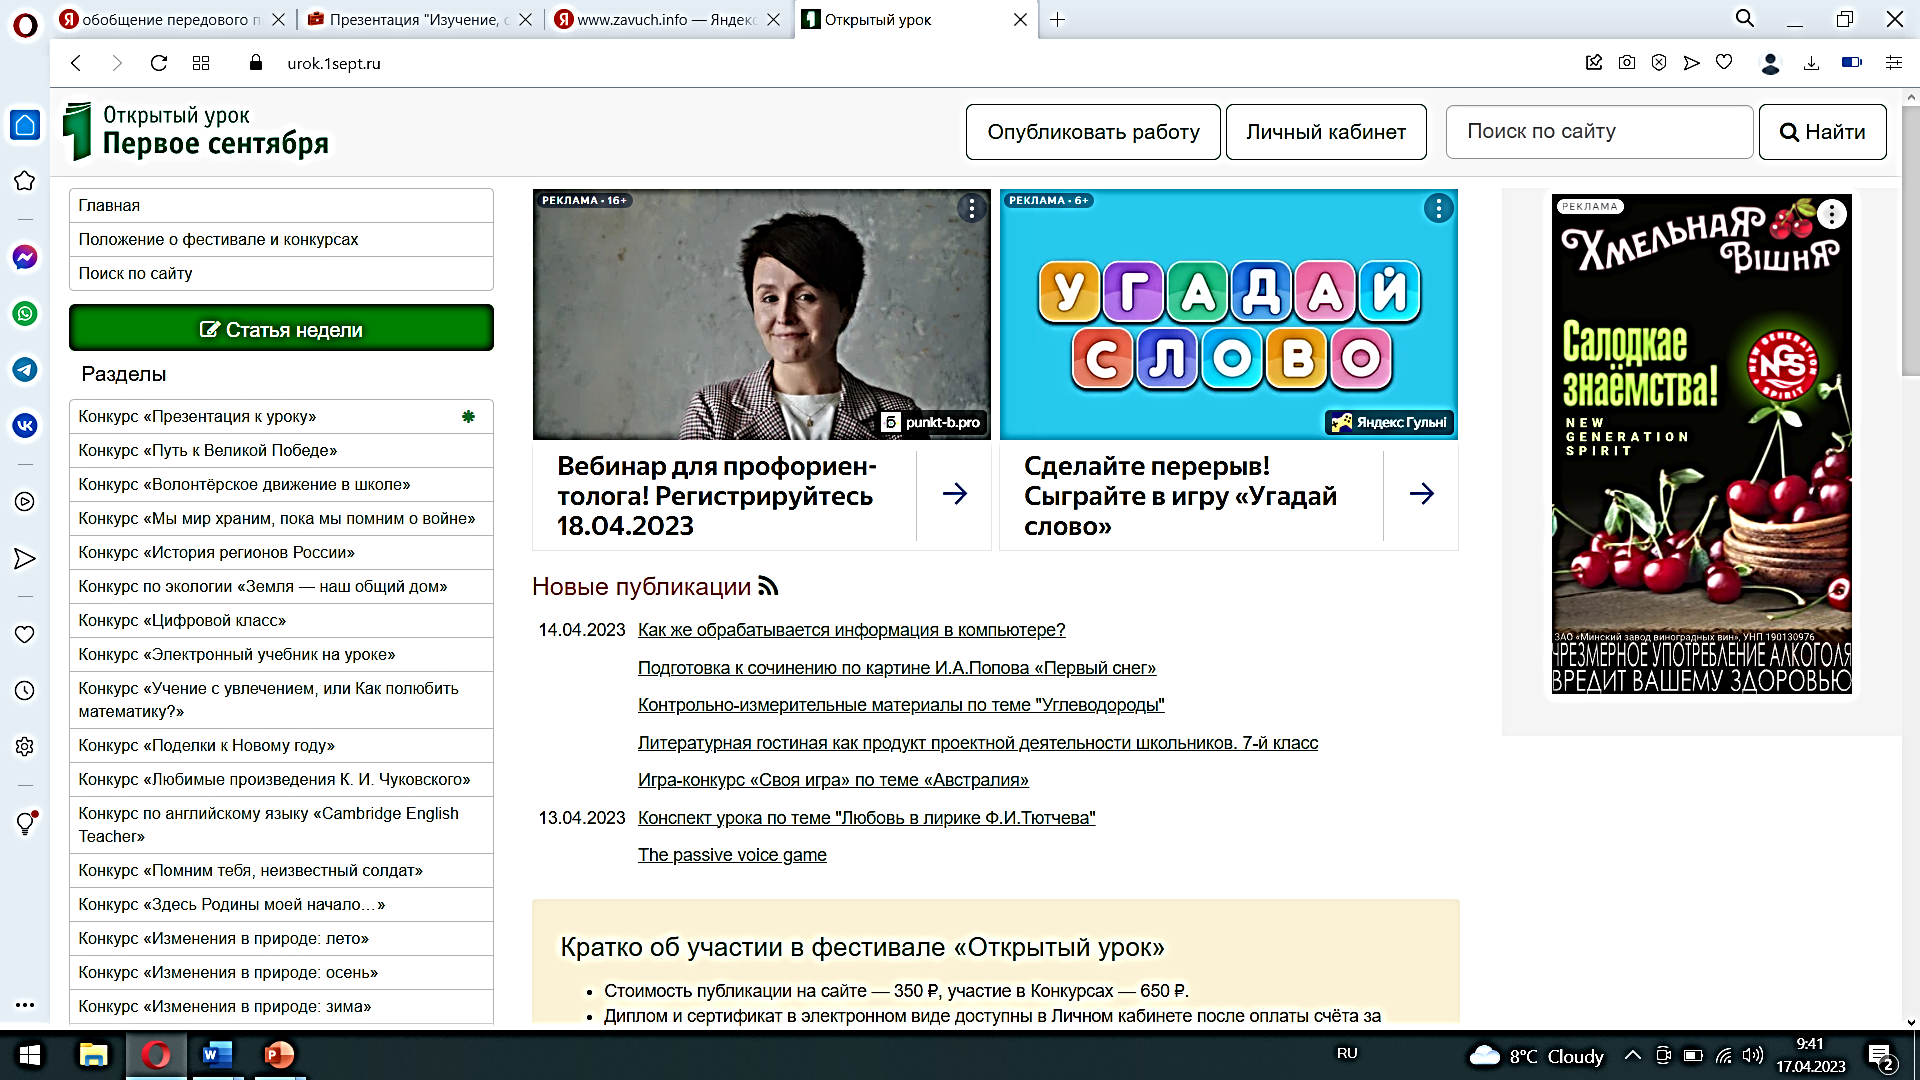 обобщение передового п
Презентация "Изучение, о
www.zavuch.info — Яндекс
Открытый урок
urok.1sept.ru
Открытый урок
Первое сентября
Опубликовать работу
Личный кабинет
Поиск по сайту
Найти
Главная
Положение о фестивале и конкурсах
Поиск по сайту
Статья недели
Разделы
Конкурс «Презентация к уроку»
Конкурс «Путь к Великой Победе»
Конкурс «Волонтёрское движение в школе»
Конкурс «Мы мир храним, пока мы помним о войне»
Конкурс «История регионов России»
Конкурс по экологии «Земля — наш общий дом»
Конкурс «Цифровой класс»
Конкурс «Электронный учебник на уроке»
Конкурс «Учение с увлечением, или Как полюбить
математику?»
Конкурс «Поделки к Новому году»
Конкурс «Любимые произведения К. И. Чуковского»
Конкурс по английскому языку «Cambridge English
Teacher»
Конкурс «Помним тебя, неизвестный солдат»
Конкурс «Здесь Родины моей начало…»
Конкурс «Изменения в природе: лето»
Конкурс «Изменения в природе: осень»
Конкурс «Изменения в природе: зима»
РЕКЛАМА • 16+
punkt-b.pro
Вебинар для профориен-
толога! Регистрируйтесь
18.04.2023
РЕКЛАМА • 6+
УГАДАЙ
СЛОВО
Яндекс Гульні
Сделайте перерыв!
Сыграйте в игру «Угадай
слово»
Новые публикации
14.04.2023 Как же обрабатывается информация в компьютере?
Подготовка к сочинению по картине И.А.Попова «Первый снег»
Контрольно-измерительные материалы по теме "Углеводороды"
Литературная гостиная как продукт проектной деятельности школьников. 7-й класс
Игра-конкурс «Своя игра» по теме «Австралия»
13.04.2023 Конспект урока по теме "Любовь в лирике Ф.И.Тютчева"
The passive voice game
Кратко об участии в фестивале «Открытый урок»
• Стоимость публикации на сайте — 350 ₽, участие в Конкурсах — 650 ₽.
• Диплом и сертификат в электронном виде доступны в Личном кабинете после оплаты счёта за
РЕКЛАМА
ХМЕЛЬНАЯ
ВІШНЯ
Салодкае
знаёмства!
NEW GENERATION SPIRIT
NGS
NEW
GENERATION
SPIRIT
ЗАО «Минский завод виноградных вин», УНП 190130976
ЧРЕЗМЕРНОЕ УПОТРЕБЛЕНИЕ АЛКОГОЛЯ
ВРЕДИТ ВАШЕМУ ЗДОРОВЬЮ
RU
8°C Cloudy
9:41
17.04.2023
2